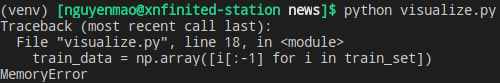 (venv) [nguyenmao@xnfinited-station news]$ python visualize.py
Traceback (most recent call last):
  File "visualize.py", line 18, in <module>
    train_data = np.array([i[:-1] for i in train_set])
MemoryError